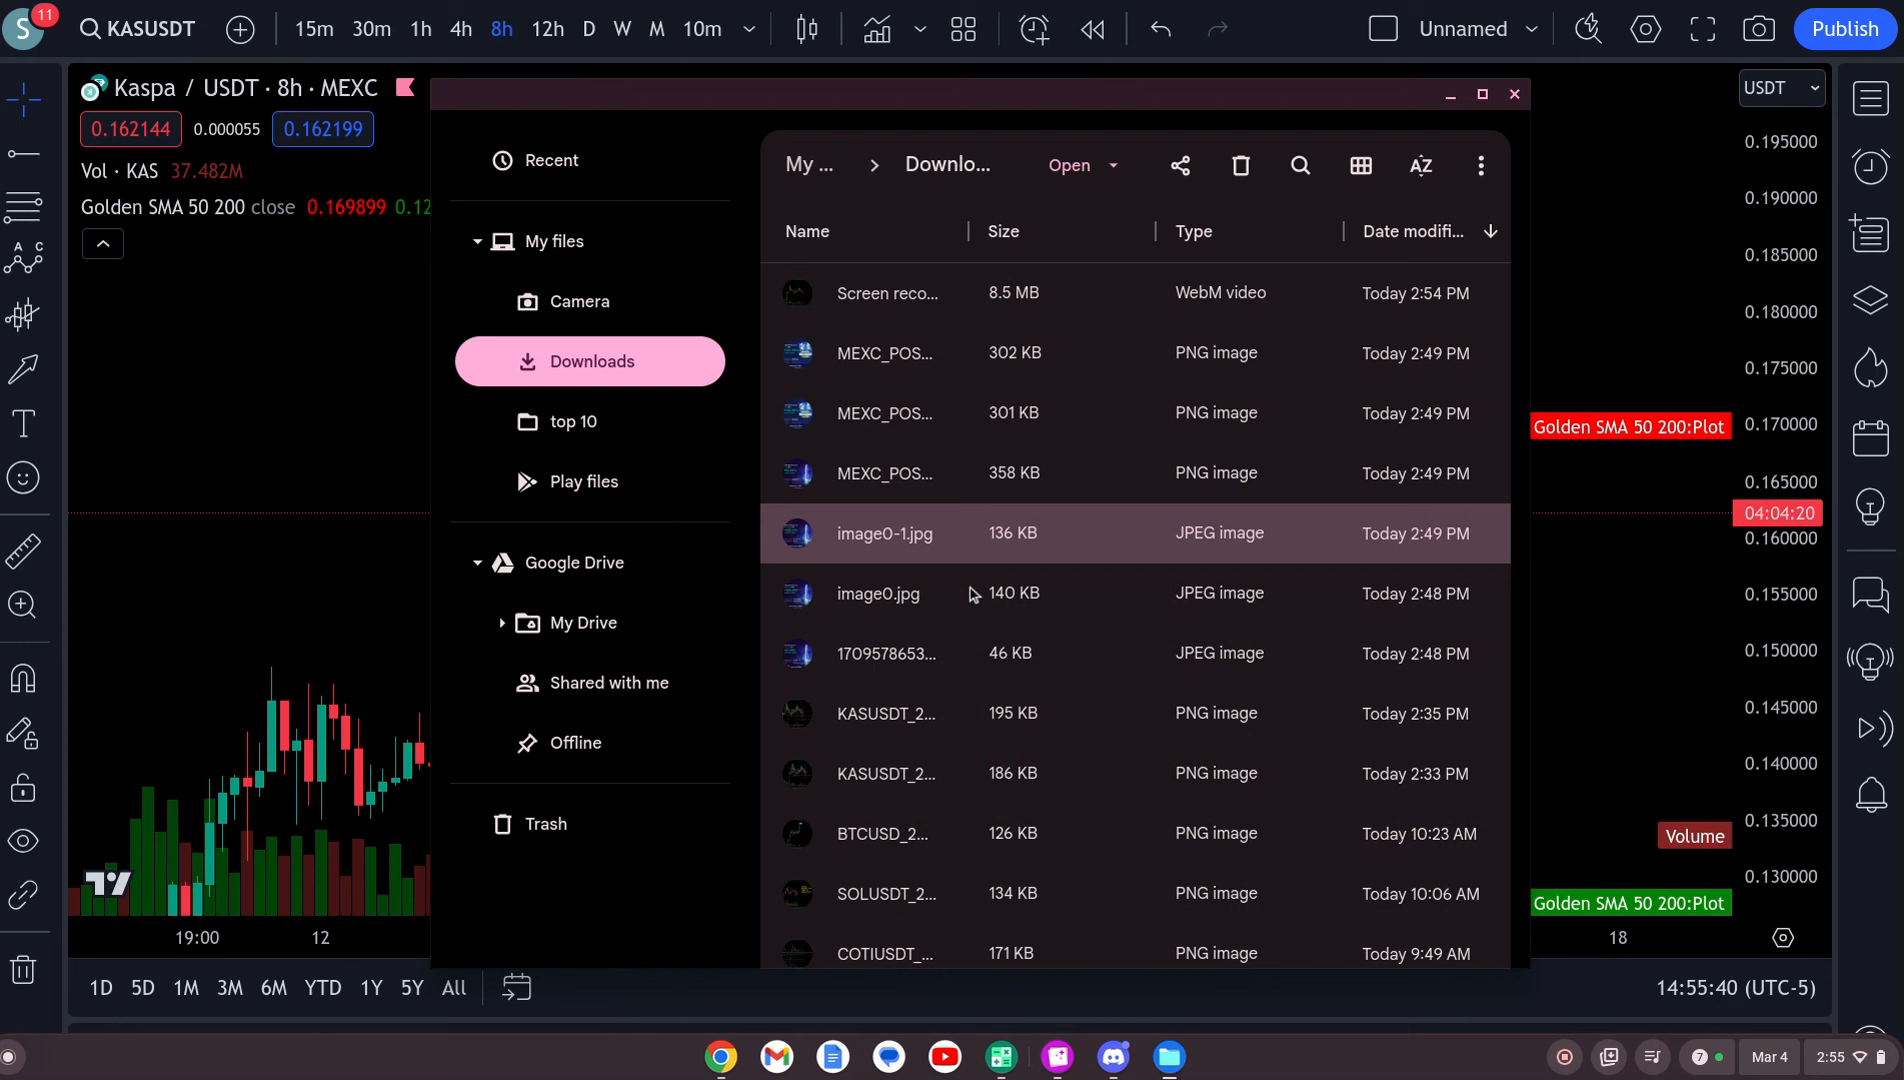 S 11 KASUSDT 15m 30m 1h 4h 8h 12h D W M 10m Unnamed Publish
Kaspa / USDT · 8h · MEXC
0.162144 0.000055 0.162199
Vol · KAS 37.482M
Golden SMA 50 200 close 0.169899 0.12
Recent
My files
Camera
Downloads
top 10
Play files
Google Drive
My Drive
Shared with me
Offline
Trash
My ... Downlo... Open AZ
Name Size Type Date modifi...
Screen reco... 8.5 MB WebM video Today 2:54 PM
MEXC_POS... 302 KB PNG image Today 2:49 PM
MEXC_POS... 301 KB PNG image Today 2:49 PM
MEXC_POS... 358 KB PNG image Today 2:49 PM
image0-1.jpg 136 KB JPEG image Today 2:49 PM
image0.jpg 140 KB JPEG image Today 2:48 PM
1709578653... 46 KB JPEG image Today 2:48 PM
KASUSDT_2... 195 KB PNG image Today 2:35 PM
KASUSDT_2... 186 KB PNG image Today 2:33 PM
BTCUSD_2... 126 KB PNG image Today 10:23 AM
SOLUSDT_2... 134 KB PNG image Today 10:06 AM
COTIUSDT_... 171 KB PNG image Today 9:49 AM
USDT
0.195000
0.190000
0.185000
0.180000
0.175000
Golden SMA 50 200:Plot 0.170000
0.165000
04:04:20
0.160000
0.155000
0.150000
0.145000
0.140000
0.135000
Volume
0.130000
Golden SMA 50 200:Plot
19:00 12 18
1D 5D 1M 3M 6M YTD 1Y 5Y All 14:55:40 (UTC-5)
7 Mar 4 2:55